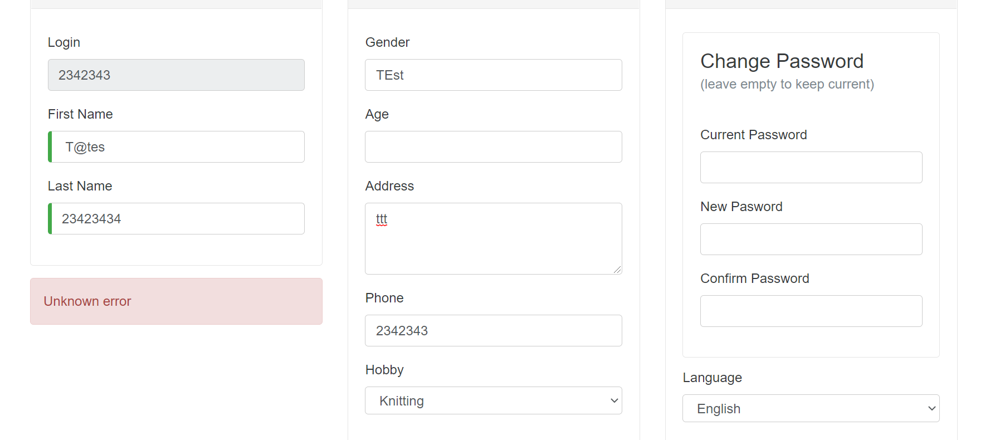 Login
2342343
First Name
T@tes
Last Name
23423434
Unknown error
Gender
TEst
Age
Address
ttt
Phone
2342343
Hobby
Knitting
Change Password
(leave empty to keep current)
Current Password
New Pasword
Confirm Password
Language
English